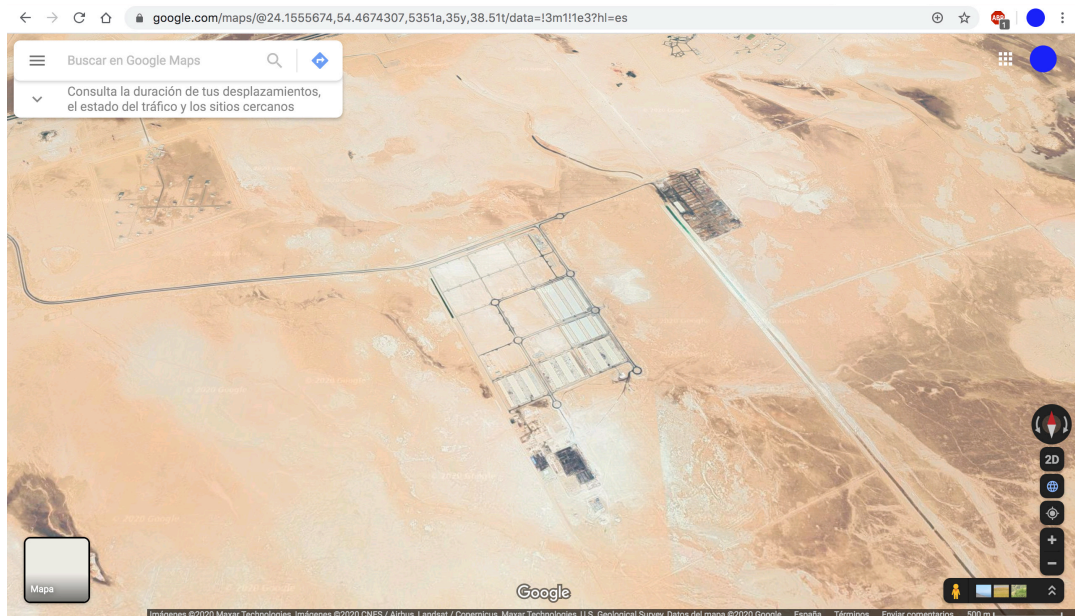 google.com/maps/@24.1555674,54.4674307,5351a,35y,38.51t/data=!3m1!1e3?hl=es
ABP
1
Buscar en Google Maps
Consulta la duración de tus desplazamientos,
el estado del tráfico y los sitios cercanos
2D
Mapa
Google
Imágenes ©2020 Maxar Technologies, Imágenes ©2020 CNES / Airbus, Landsat / Copernicus, Maxar Technologies, U.S. Geological Survey, Datos del mapa ©2020 Google España Términos Enviar comentarios 500 m